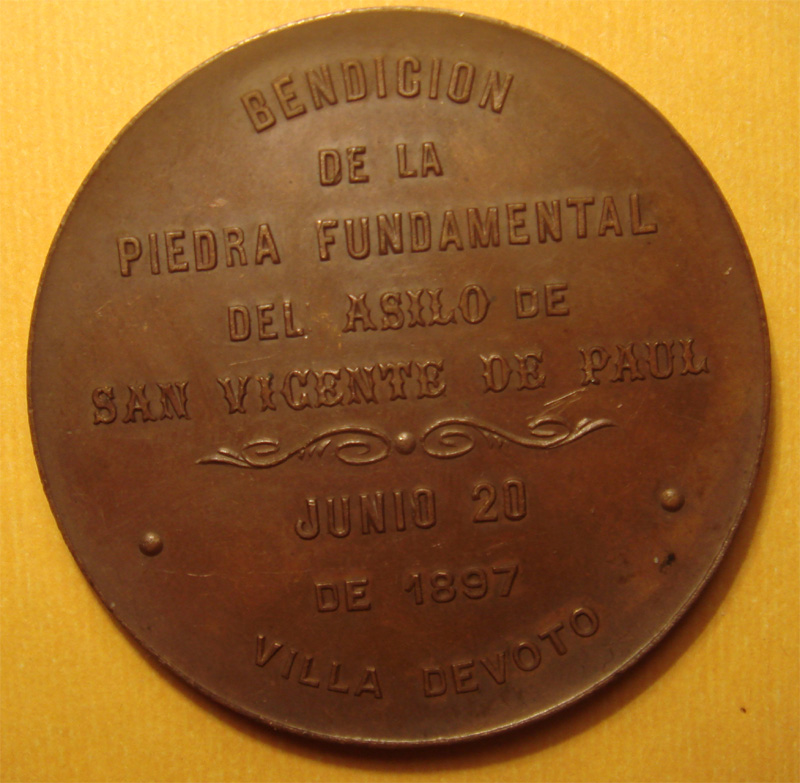 BENDICION
DE LA
PIEDRA FUNDAMENTAL
DEL ASILO DE
SAN VICENTE DE PAUL
JUNIO 20
DE 1897
VILLA DEVOTO